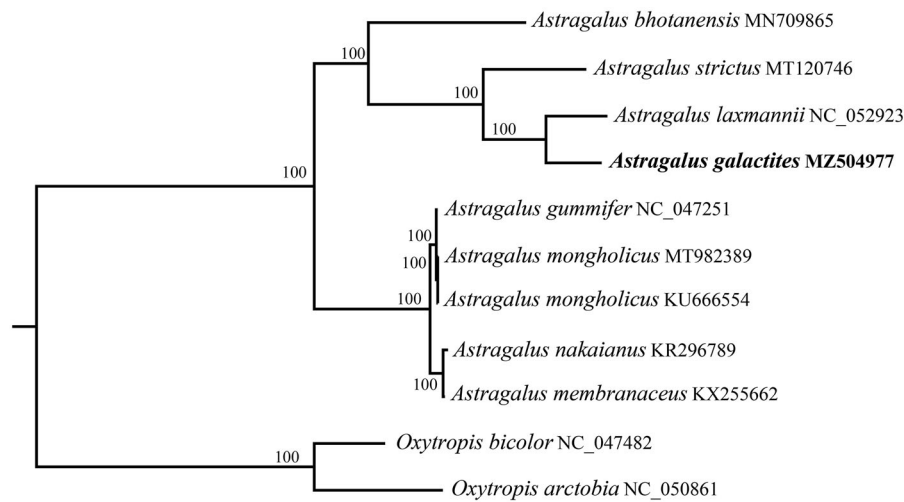 Astragalus bhotanensis MN709865
100
Astragalus strictus MT120746
100
Astragalus laxmannii NC_052923
100
Astragalus galactites MZ504977
100
Astragalus gummifer NC_047251
100
Astragalus mongholicus MT982389
100
Astragalus mongholicus KU666554
100
Astragalus nakaianus KR296789
100
Astragalus membranaceus KX255662
Oxytropis bicolor NC_047482
100
Oxytropis arctobia NC_050861